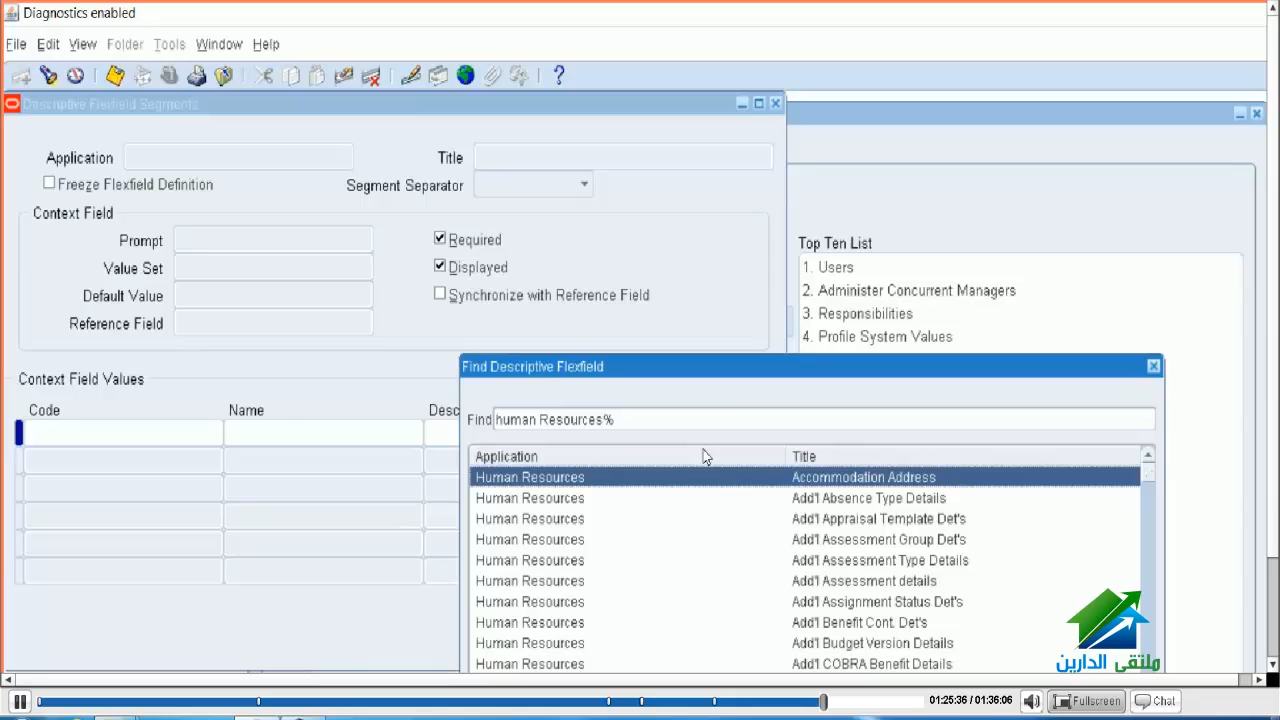 Diagnostics enabled
File Edit View Folder Tools Window Help
Descriptive Flexfield Segments
Application
Title
Freeze Flexfield Definition
Segment Separator
Context Field
Prompt
Required
Value Set
Displayed
Default Value
Synchronize with Reference Field
Reference Field
Top Ten List
1. Users
2. Administer Concurrent Managers
3. Responsibilities
4. Profile System Values
Context Field Values
Code Name Desc
Find Descriptive Flexfield
Find human Resources%
Application Title
Human Resources Accommodation Address
Human Resources Add'l Absence Type Details
Human Resources Add'l Appraisal Template Det's
Human Resources Add'l Assessment Group Det's
Human Resources Add'l Assessment Type Details
Human Resources Add'l Assessment details
Human Resources Add'l Assignment Status Det's
Human Resources Add'l Benefit Cont. Det's
Human Resources Add'l Budget Version Details
Human Resources Add'l COBRA Benefit Details
ملتقى الدارين
01:25:36 / 01:36:06 Fullscreen Chat